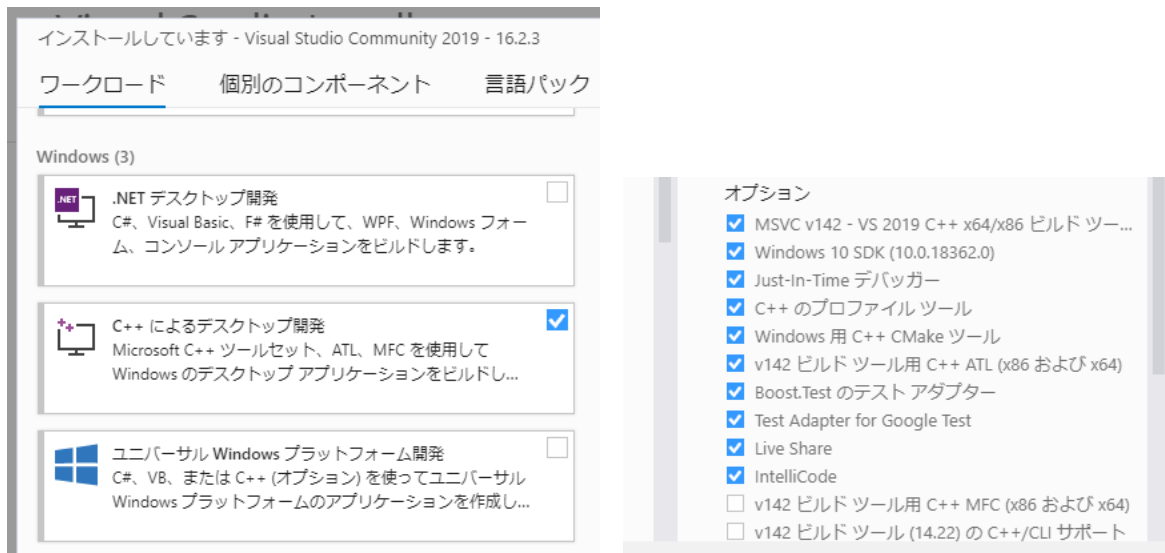 インストールしています - Visual Studio Community 2019 - 16.2.3
ワークロード 個別のコンポーネント 言語パック
Windows (3)
.NET
.NET デスクトップ開発
C#、Visual Basic、F# を使用して、WPF、Windows フォー
ム、コンソール アプリケーションをビルドします。
C++ によるデスクトップ開発
Microsoft C++ ツールセット、ATL、MFC を使用して
Windows のデスクトップ アプリケーションをビルドし...
ユニバーサル Windows プラットフォーム開発
C#、VB、または C++ (オプション) を使ってユニバーサル
Windows プラットフォームのアプリケーションを作成し...
オプション
MSVC v142 - VS 2019 C++ x64/x86 ビルド ツー...
Windows 10 SDK (10.0.18362.0)
Just-In-Time デバッガー
C++ のプロファイル ツール
Windows 用 C++ CMake ツール
v142 ビルド ツール用 C++ ATL (x86 および x64)
Boost.Test のテスト アダプター
Test Adapter for Google Test
Live Share
IntelliCode
v142 ビルド ツール用 C++ MFC (x86 および x64)
v142 ビルド ツール (14.22) の C++/CLI サポート